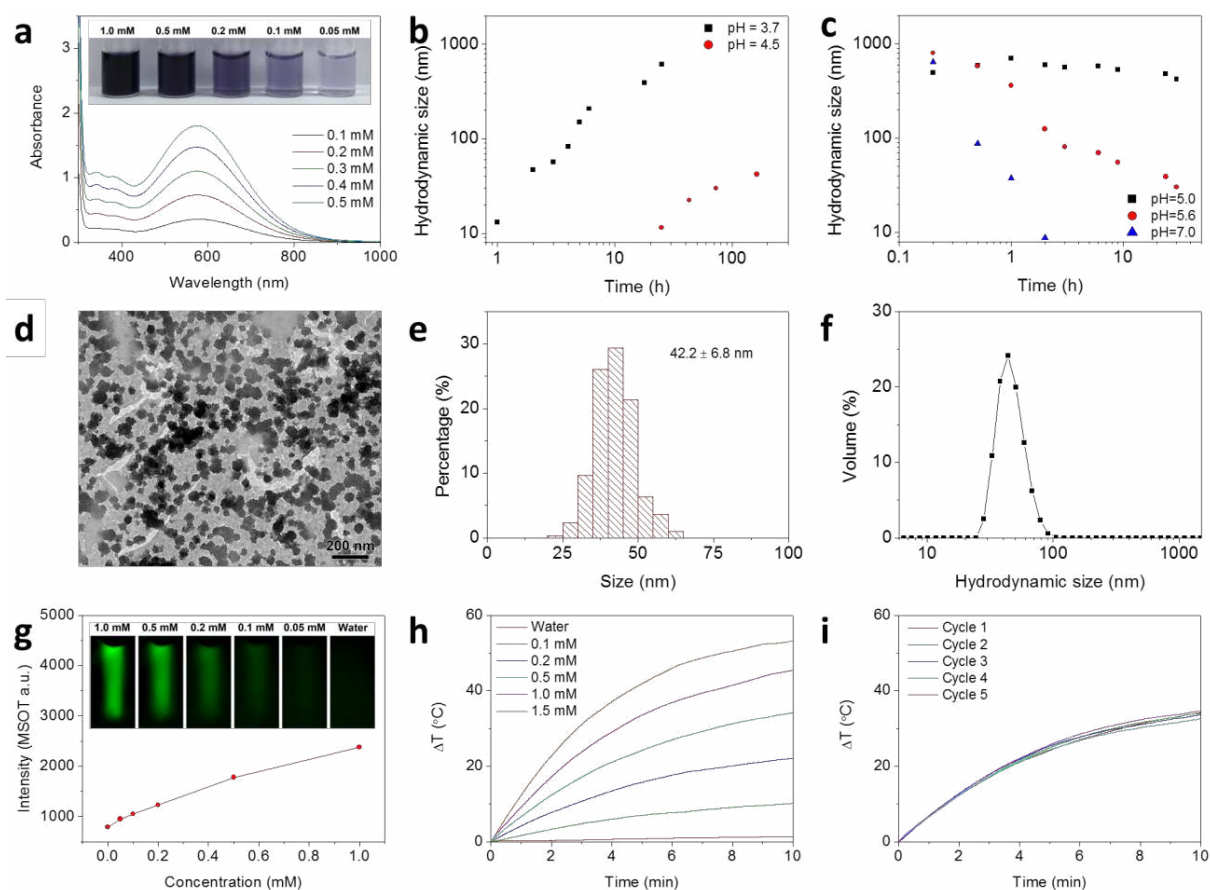 a
1.0 mM 0.5 mM 0.2 mM 0.1 mM 0.05 mM
3
2
1
0
Absorbance
0.1 mM
0.2 mM
0.3 mM
0.4 mM
0.5 mM
400 600 800 1000
Wavelength (nm)
b
pH = 3.7
pH = 4.5
1000
100
10
Hydrodynamic size (nm)
1 10 100
Time (h)
c
1000
100
10
Hydrodynamic size (nm)
pH=5.0
pH=5.6
pH=7.0
0.1 1 10
Time (h)
d
200 nm
e
42.2 ± 6.8 nm
30
20
10
0
Percentage (%)
0 25 50 75 100
Size (nm)
f
30
20
10
0
Volume (%)
10 100 1000
Hydrodynamic size (nm)
g
1.0 mM 0.5 mM 0.2 mM 0.1 mM 0.05 mM Water
5000
4000
3000
2000
1000
Intensity (MSOT a.u.)
0.0 0.2 0.4 0.6 0.8 1.0
Concentration (mM)
h
Water
0.1 mM
0.2 mM
0.5 mM
1.0 mM
1.5 mM
60
40
20
0
ΔT (°C)
0 2 4 6 8 10
Time (min)
i
Cycle 1
Cycle 2
Cycle 3
Cycle 4
Cycle 5
60
40
20
0
ΔT (°C)
0 2 4 6 8 10
Time (min)